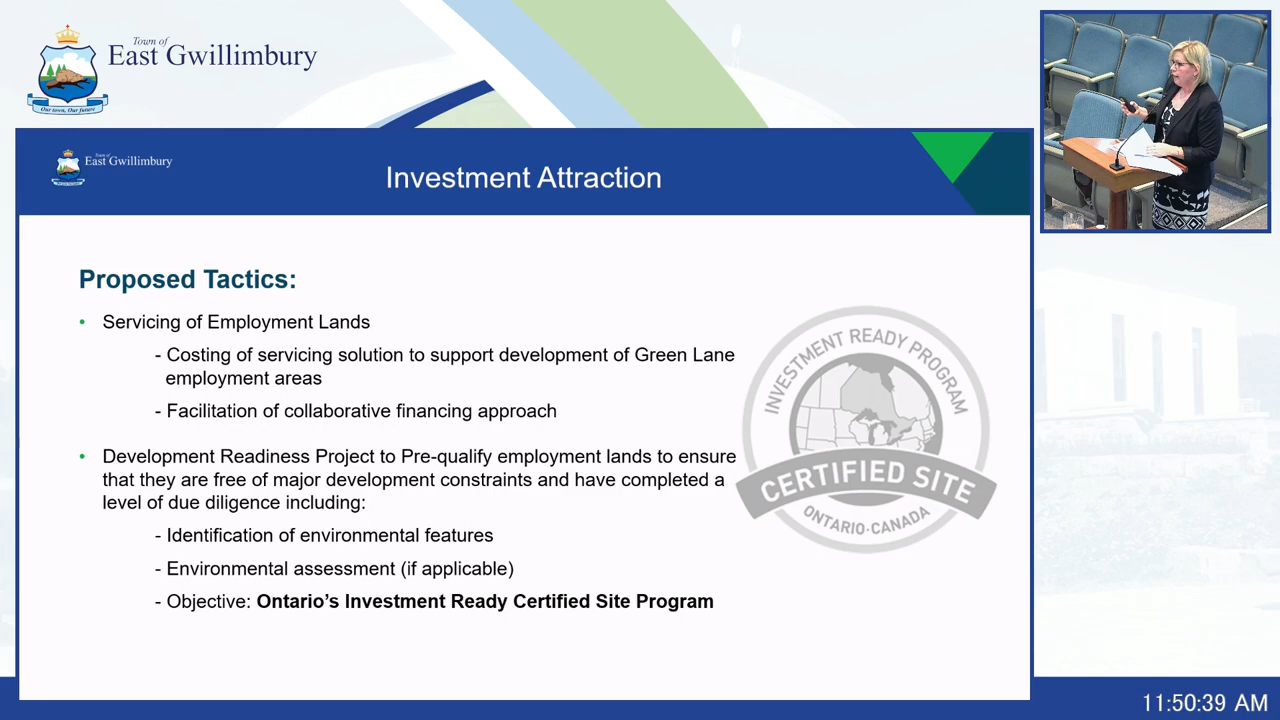 Town of
East Gwillimbury
Our town, Our future
Town of
East Gwillimbury
Investment Attraction
Proposed Tactics:
• Servicing of Employment Lands
- Costing of servicing solution to support development of Green Lane
employment areas
- Facilitation of collaborative financing approach
• Development Readiness Project to Pre-qualify employment lands to ensure
that they are free of major development constraints and have completed a
level of due diligence including:
- Identification of environmental features
- Environmental assessment (if applicable)
- Objective: Ontario’s Investment Ready Certified Site Program
INVESTMENT READY PROGRAM
CERTIFIED SITE
ONTARIO·CANADA
11:50:39 AM